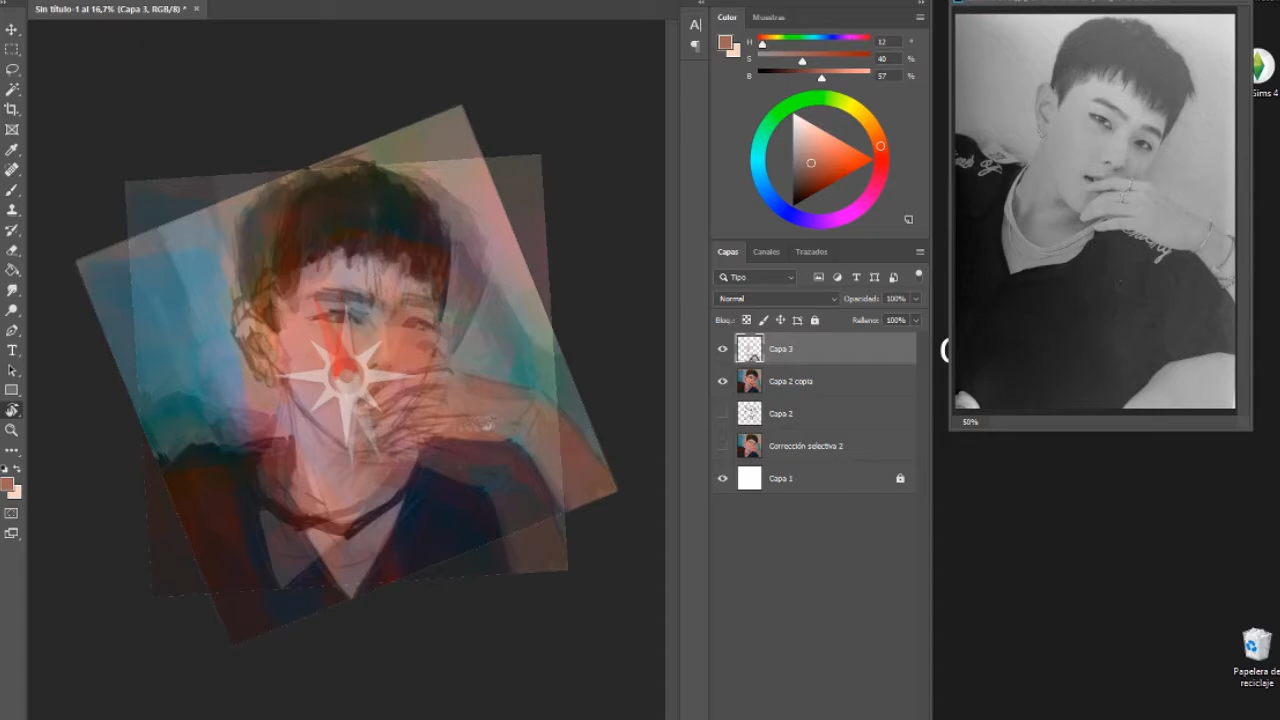 Sin título-1 al 16,7% (Capa 3, RGB/8) * ×
Color Muestras
H 12 °
S 40 %
B 57 %
Capas Canales Trazados
Tipo
Normal Opacidad: 100%
Bloq.: Relleno: 100%
Capa 3
Capa 2 copia
Capa 2
Corrección selectiva 2
Capa 1
50%
Sims 4
Papelera de
reciclaje